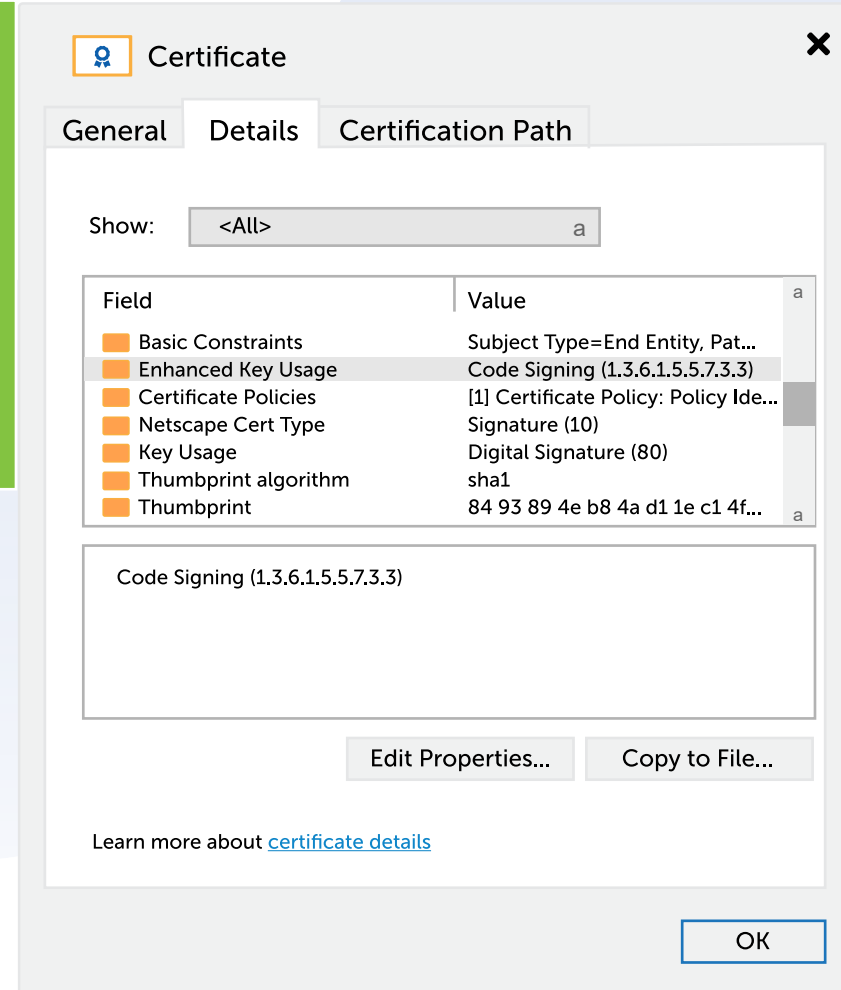 Certificate
General Details Certification Path
Show: <All> a
Field Value a
Basic Constraints Subject Type=End Entity, Pat...
Enhanced Key Usage Code Signing (1.3.6.1.5.5.7.3.3)
Certificate Policies [1] Certificate Policy: Policy Ide...
Netscape Cert Type Signature (10)
Key Usage Digital Signature (80)
Thumbprint algorithm sha1
Thumbprint 84 93 89 4e b8 4a d1 1e c1 4f... a
Code Signing (1.3.6.1.5.5.7.3.3)
Edit Properties... Copy to File...
Learn more about certificate details
OK